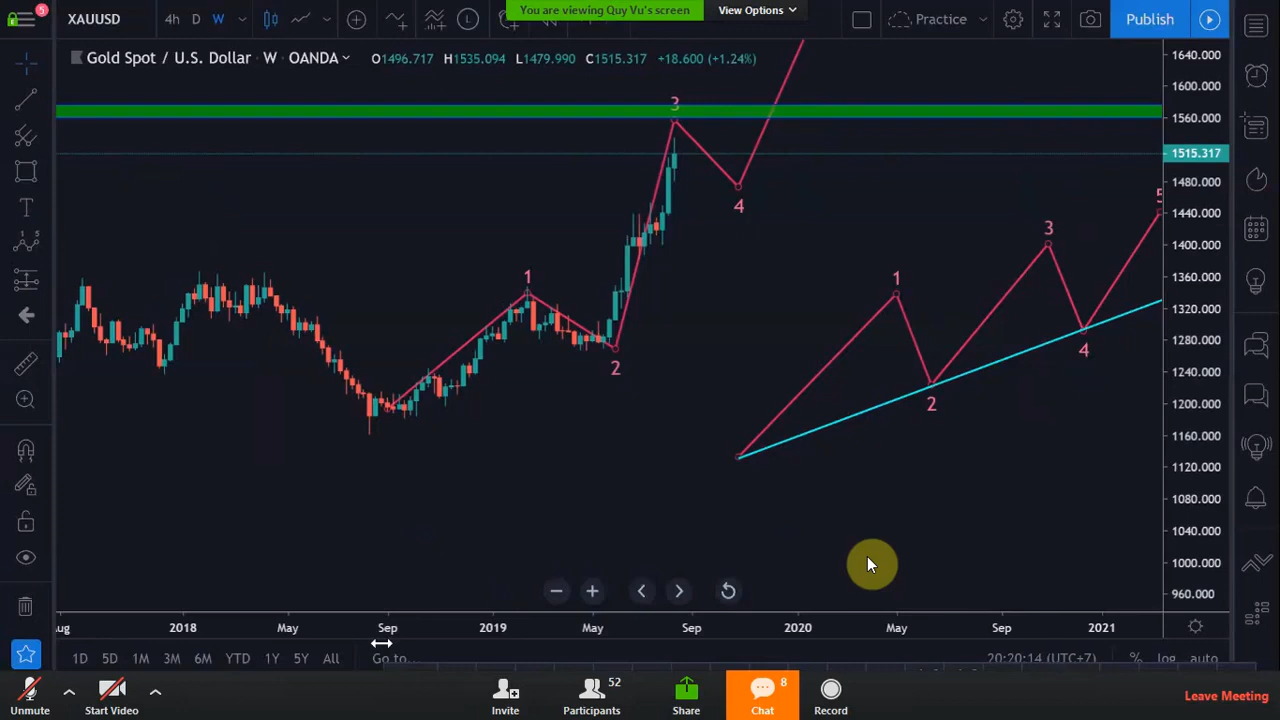 You are viewing Quy Vu's screen
View Options
XAUUSD
4h
D
W
Practice
Publish
Gold Spot / U.S. Dollar W OANDA
O1496.717 H1535.094 L1479.990 C1515.317 +18.600 (+1.24%)
1640.000
1600.000
1560.000
1515.317
1480.000
1440.000
1400.000
1360.000
1320.000
1280.000
1240.000
1200.000
1160.000
1120.000
1080.000
1040.000
1000.000
960.000
3
4
1
2
1
2
3
4
5
2018
May
Sep
2019
May
Sep
2020
May
Sep
2021
1D 5D 1M 3M 6M YTD 1Y 5Y All Go to...
20:20:14 (UTC+7)
%
log
auto
Unmute
Start Video
Invite
52
Participants
Share
8
Chat
Record
Leave Meeting